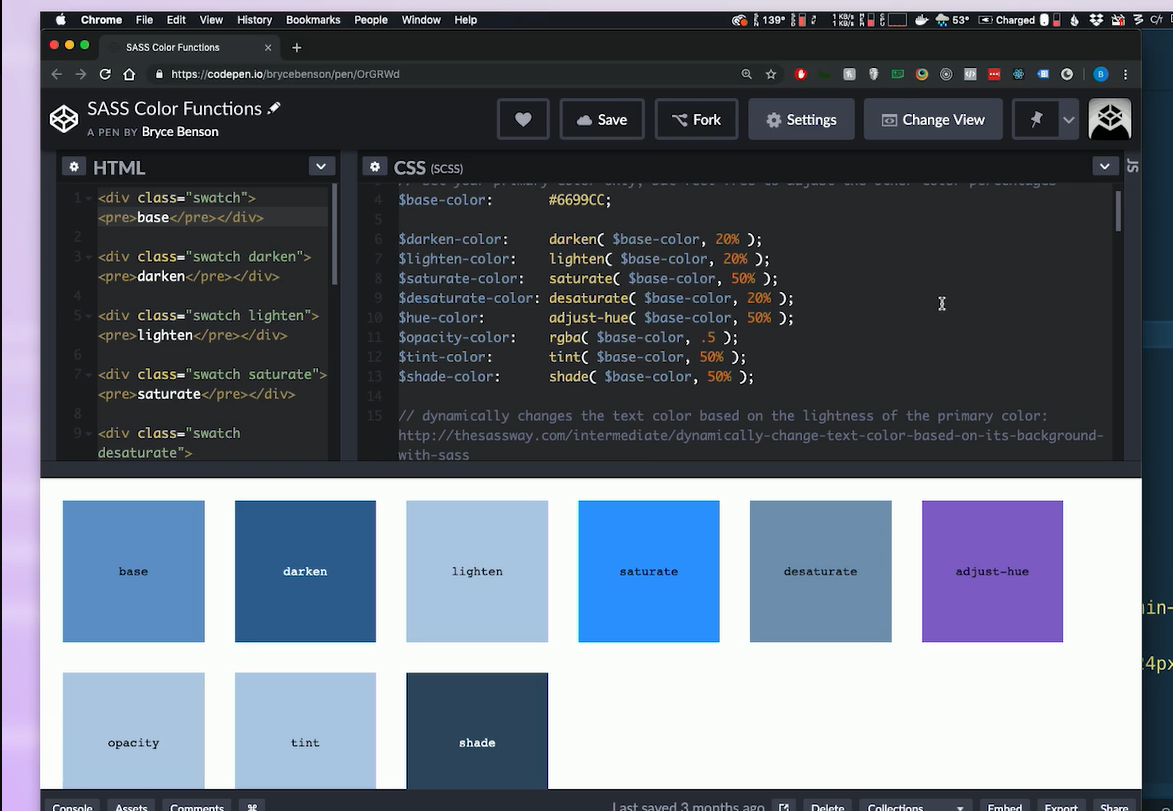 Chrome File Edit View History Bookmarks People Window Help
139° 1 KB/s 53° Charged
SASS Color Functions × +
https://codepen.io/brycebenson/pen/OrGRWd
B
SASS Color Functions
A PEN BY Bryce Benson
Save Fork Settings Change View
HTML
1 <div class="swatch">
<pre>base</pre></div>
2
3 <div class="swatch darken">
<pre>darken</pre></div>
4
5 <div class="swatch lighten">
<pre>lighten</pre></div>
6
7 <div class="swatch saturate">
<pre>saturate</pre></div>
8
9 <div class="swatch
desaturate">
CSS (SCSS)
JS
4 $base-color: #6699CC;
5
6 $darken-color: darken( $base-color, 20% );
7 $lighten-color: lighten( $base-color, 20% );
8 $saturate-color: saturate( $base-color, 50% );
9 $desaturate-color: desaturate( $base-color, 20% );
10 $hue-color: adjust-hue( $base-color, 50% );
11 $opacity-color: rgba( $base-color, .5 );
12 $tint-color: tint( $base-color, 50% );
13 $shade-color: shade( $base-color, 50% );
14
15 // dynamically changes the text color based on the lightness of the primary color:
http://thesassway.com/intermediate/dynamically-change-text-color-based-on-its-background-
with-sass
base darken lighten saturate desaturate adjust-hue
opacity tint shade
in-
4px
Console Assets Comments ⌘ Last saved 3 months ago Delete Collections Embed Export Share